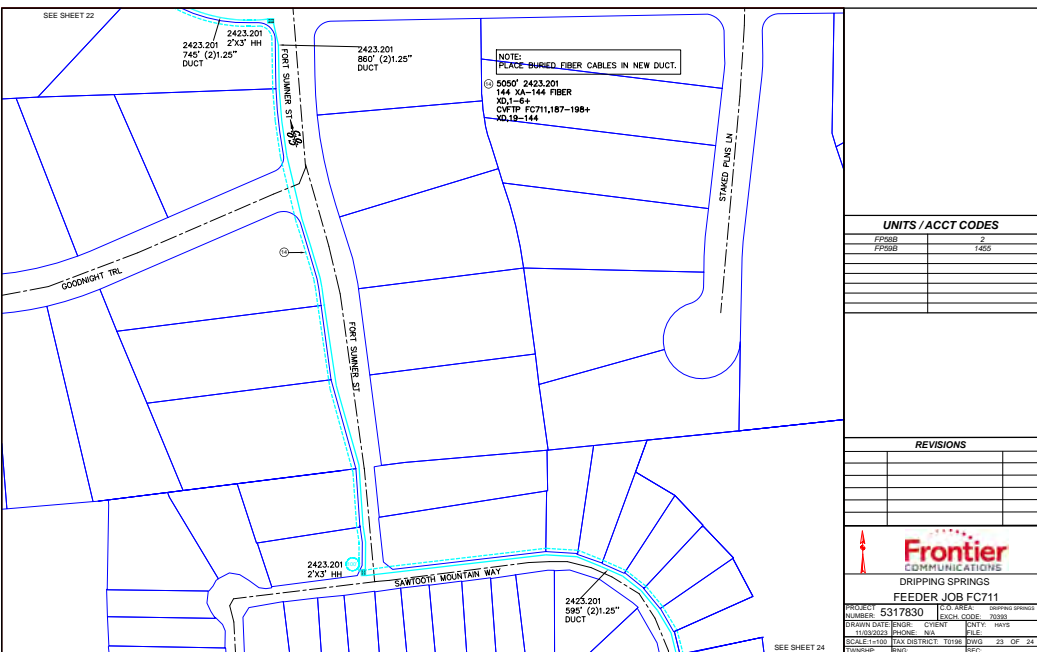 SEE SHEET 22
2423.201
745' (2)1.25"
DUCT
2423.201
2'X3' HH
FORT SUMNER ST
2423.201
860' (2)1.25"
DUCT
NOTE:
PLACE BURIED FIBER CABLES IN NEW DUCT.
14 5050' 2423.201
144 XA-144 FIBER
XD,1-6+
CVFTP FC711,187-198+
XD,19-144
STAKED PLNS LN
GOODNIGHT TRL
14
FORT SUMNER ST
2423.201
2'X3' HH
SAWTOOTH MOUNTAIN WAY
2423.201
595' (2)1.25"
DUCT
SEE SHEET 24
UNITS / ACCT CODES
FP58B 2
FP59B 1455
REVISIONS
Frontier
COMMUNICATIONS
DRIPPING SPRINGS
FEEDER JOB FC711
PROJECT NUMBER: 5317830
C.O. AREA: DRIPPING SPRINGS
EXCH. CODE: 70393
DRAWN DATE: 11/03/2023
ENGR: CYIENT
CNTY: HAYS
PHONE: N/A
FILE:
SCALE:1=100
TAX DISTRICT: T0196
DWG 23 OF 24
TWNSHP:
RNG:
SEC: